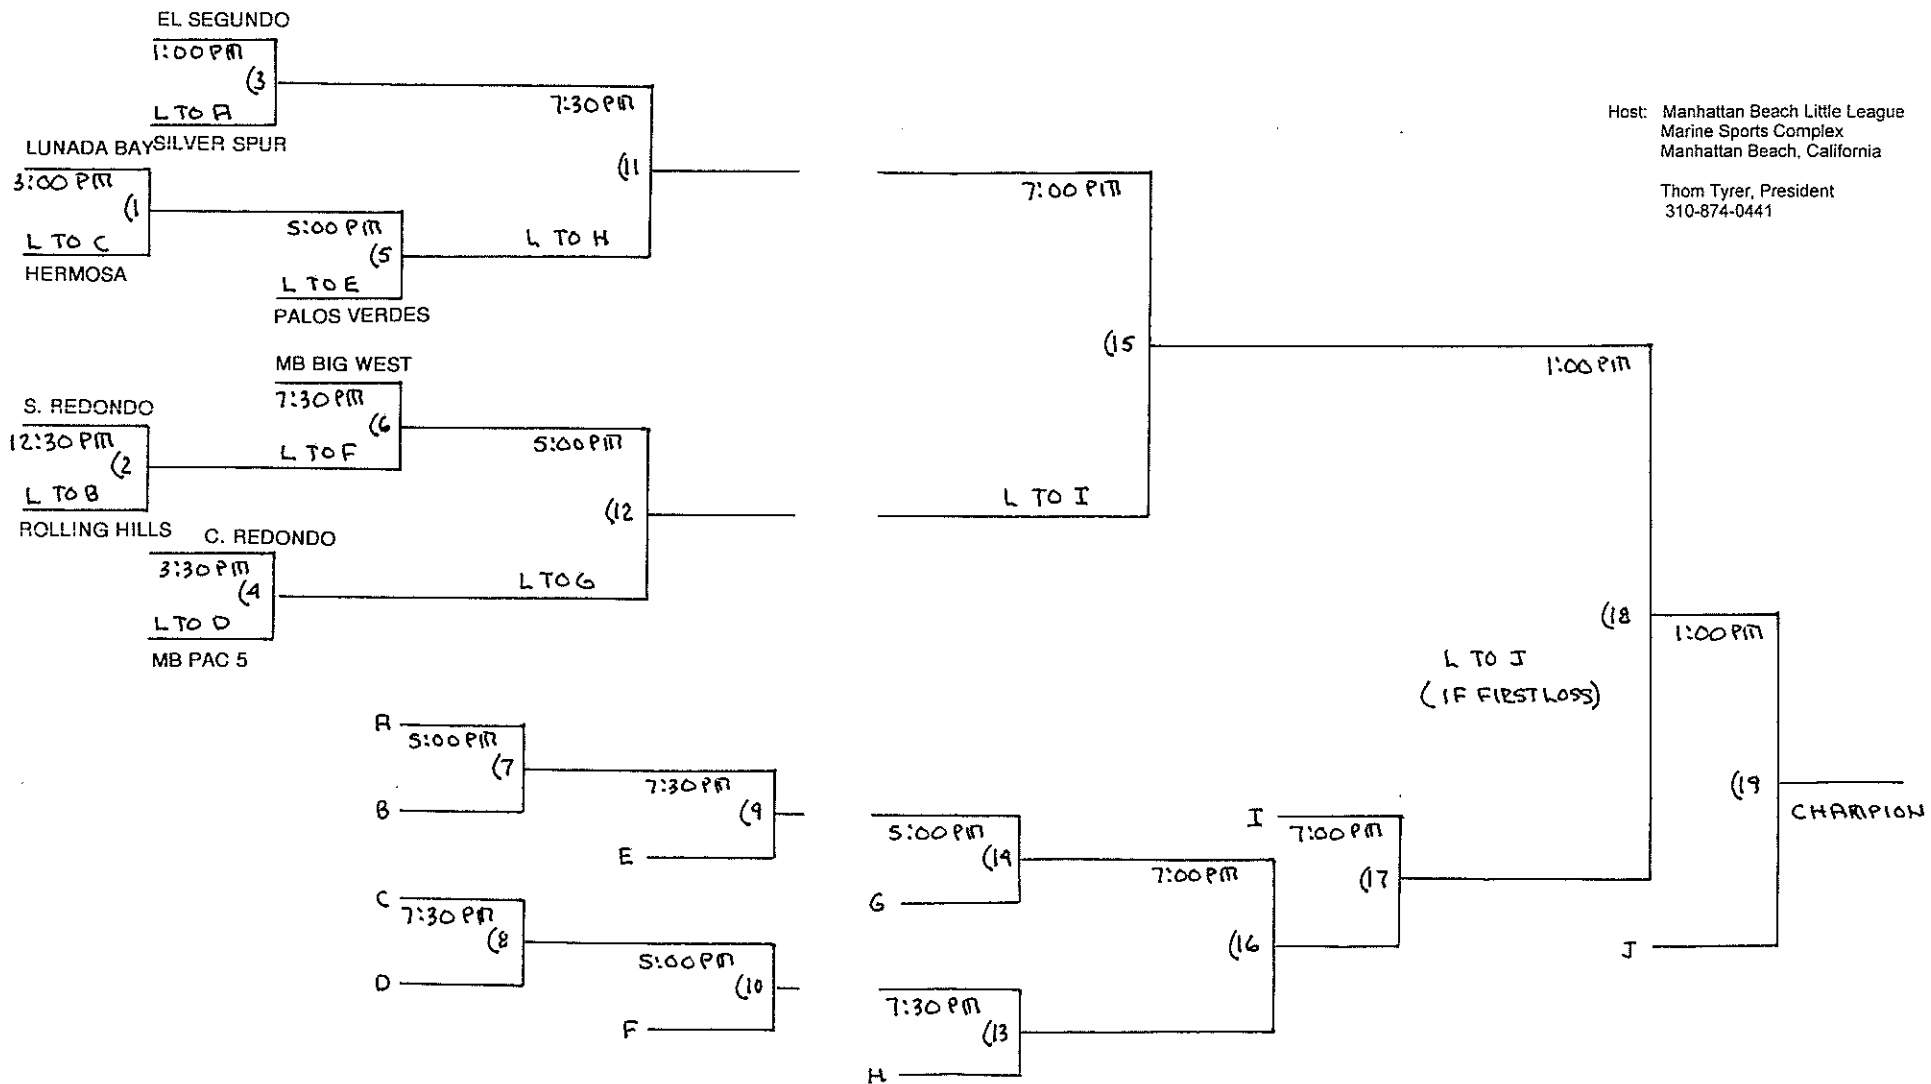 EL SEGUNDO
1:00 PM
(3
L TO A
SILVER SPUR
LUNADA BAY
3:00 PM
(1
L TO C
HERMOSA
5:00 PM
(5
L TO E
PALOS VERDES
7:30 PM
(11
L TO H
MB BIG WEST
7:30 PM
(6
L TO F
S. REDONDO
12:30 PM
(2
L TO B
ROLLING HILLS
C. REDONDO
3:30 PM
(4
L TO D
MB PAC 5
5:00 PM
(12
L TO G
7:00 PM
(15
L TO I
Host: Manhattan Beach Little League
Marine Sports Complex
Manhattan Beach, California
Thom Tyrer, President
310-874-0441
1:00 PM
(18
L TO J
(IF FIRST LOSS)
1:00 PM
(19
CHAMPION
J
A
5:00 PM
(7
B
7:30 PM
(9
E
C
7:30 PM
(8
D
5:00 PM
(10
F
5:00 PM
(14
G
7:30 PM
(13
H
7:00 PM
(16
I
7:00 PM
(17